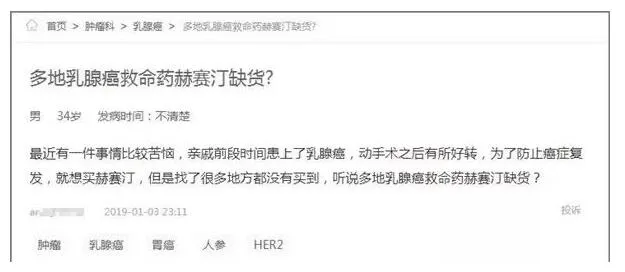 首页 > 肿瘤科 > 乳腺癌 > 多地乳腺癌救命药赫赛汀缺货?
多地乳腺癌救命药赫赛汀缺货?
男 34岁 发病时间：不清楚
最近有一件事情比较苦恼，亲戚前段时间患上了乳腺癌，动手术之后有所好转，为了防止癌症复
发，就想买赫赛汀，但是找了很多地方都没有买到，听说多地乳腺癌救命药赫赛汀缺货？
2019-01-03 23:11 投诉
肿瘤 乳腺癌 胃癌 人参 HER2